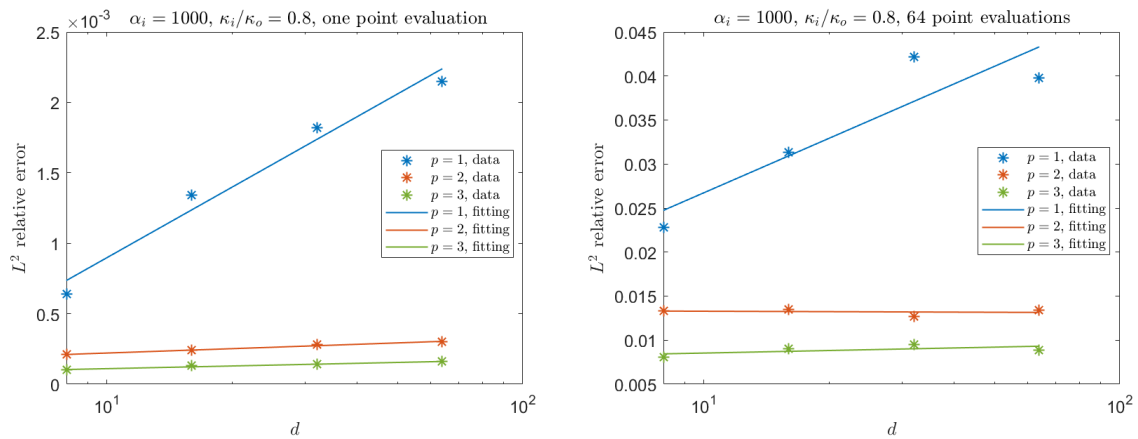 ×10⁻³
α_i = 1000, κ_i/κ_o = 0.8, one point evaluation
2.5
2
1.5
1
0.5
0
L² relative error
10¹
10²
d
p = 1, data
p = 2, data
p = 3, data
p = 1, fitting
p = 2, fitting
p = 3, fitting
α_i = 1000, κ_i/κ_o = 0.8, 64 point evaluations
0.045
0.04
0.035
0.03
0.025
0.02
0.015
0.01
0.005
L² relative error
10¹
10²
d
p = 1, data
p = 2, data
p = 3, data
p = 1, fitting
p = 2, fitting
p = 3, fitting